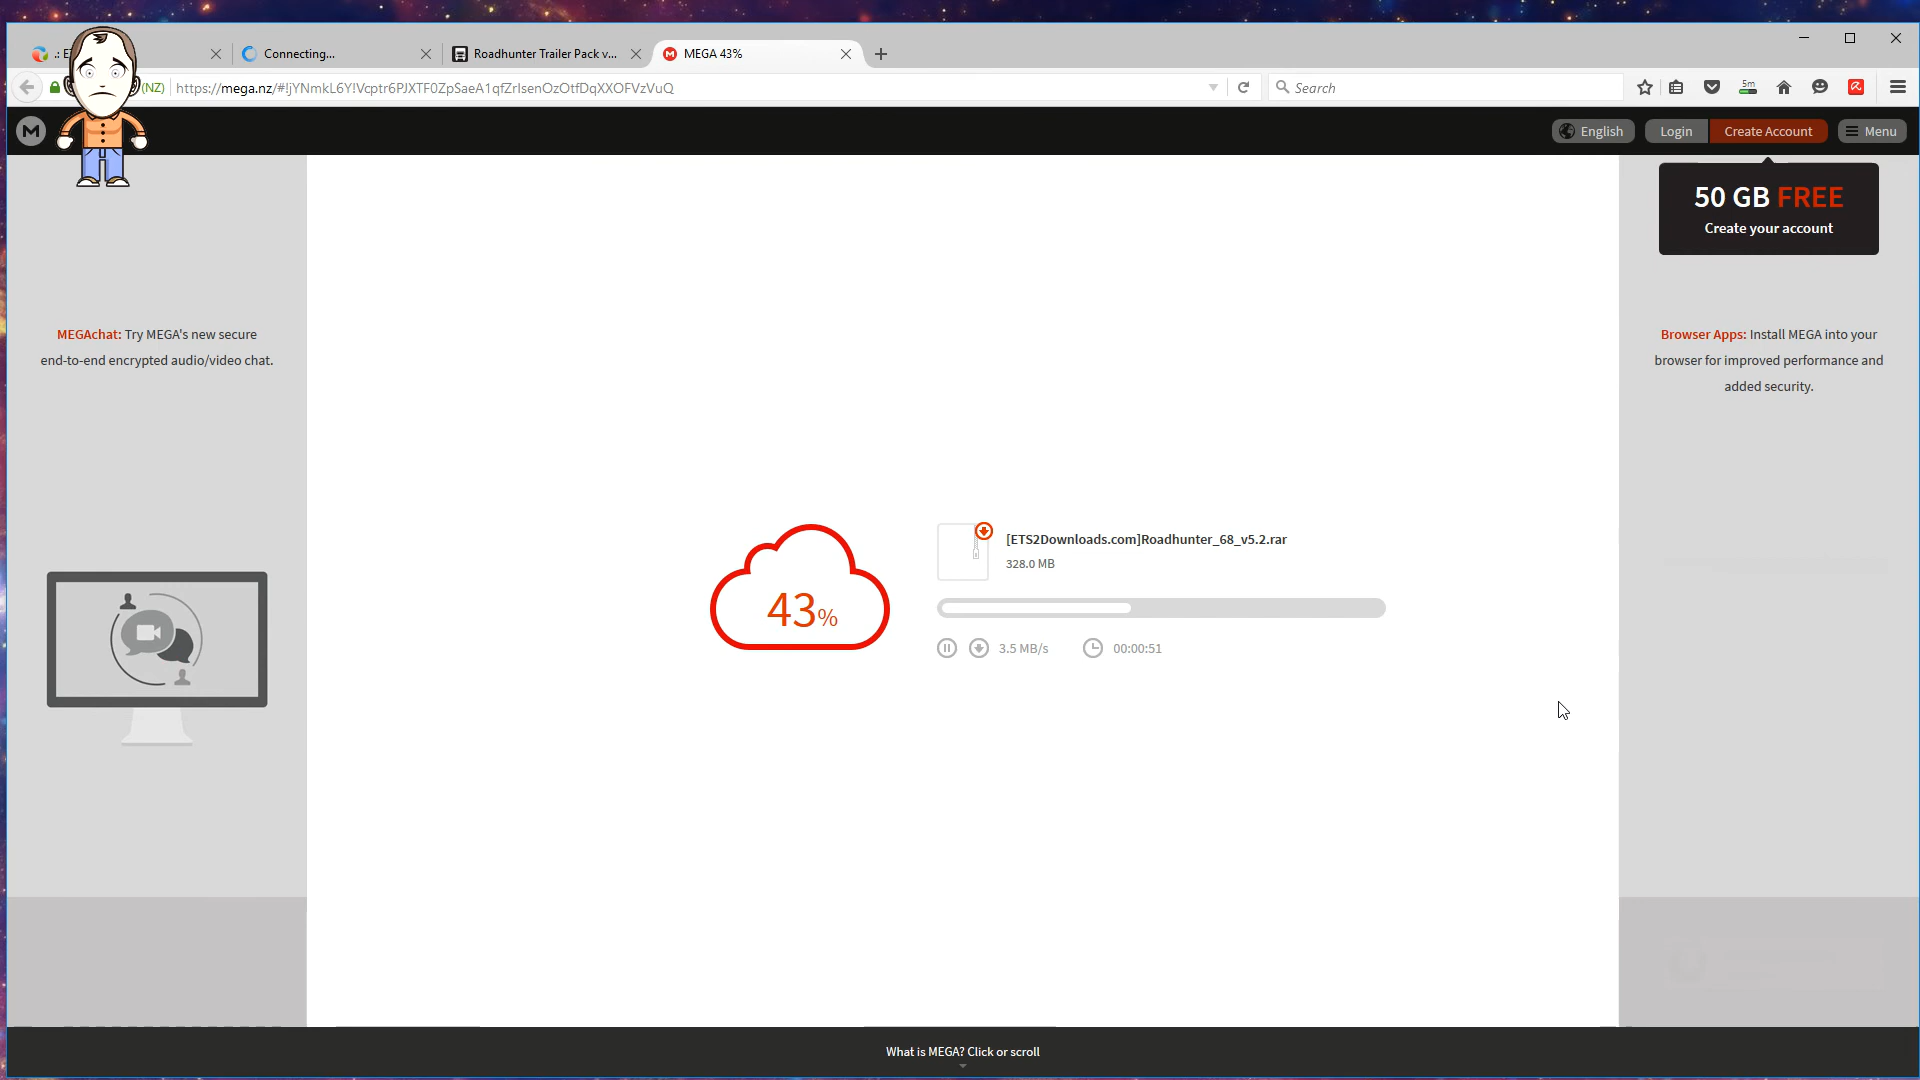 Connecting...
Roadhunter Trailer Pack v...
MEGA 43%
(NZ)
https://mega.nz/#!jYNmkL6Y!Vcptr6PJXTF0ZpSaeA1qfZrIsenOzOtfDqXXOFVzVuQ
Search
5m
M
English
Login
Create Account
Menu
50 GB FREE
Create your account
MEGAchat: Try MEGA's new secure
end-to-end encrypted audio/video chat.
Browser Apps: Install MEGA into your
browser for improved performance and
added security.
[ETS2Downloads.com]Roadhunter_68_v5.2.rar
328.0 MB
43%
3.5 MB/s
00:00:51
What is MEGA? Click or scroll